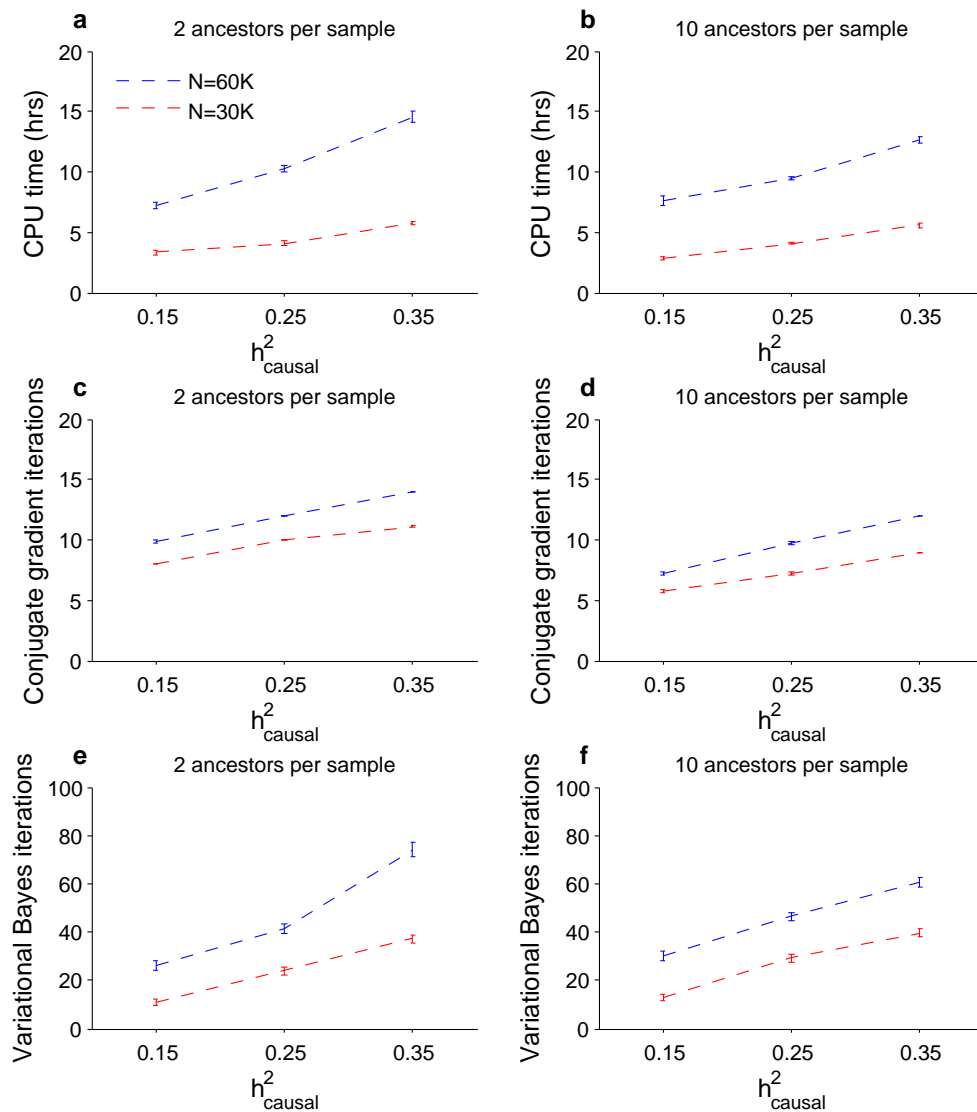 a
2 ancestors per sample
20
15
10
5
0
CPU time (hrs)
N=60K
N=30K
0.15 0.25 0.35
h²causal
b
10 ancestors per sample
20
15
10
5
0
CPU time (hrs)
0.15 0.25 0.35
h²causal
c
2 ancestors per sample
20
15
10
5
0
Conjugate gradient iterations
0.15 0.25 0.35
h²causal
d
10 ancestors per sample
20
15
10
5
0
Conjugate gradient iterations
0.15 0.25 0.35
h²causal
e
2 ancestors per sample
100
80
60
40
20
0
Variational Bayes iterations
0.15 0.25 0.35
h²causal
f
10 ancestors per sample
100
80
60
40
20
0
Variational Bayes iterations
0.15 0.25 0.35
h²causal